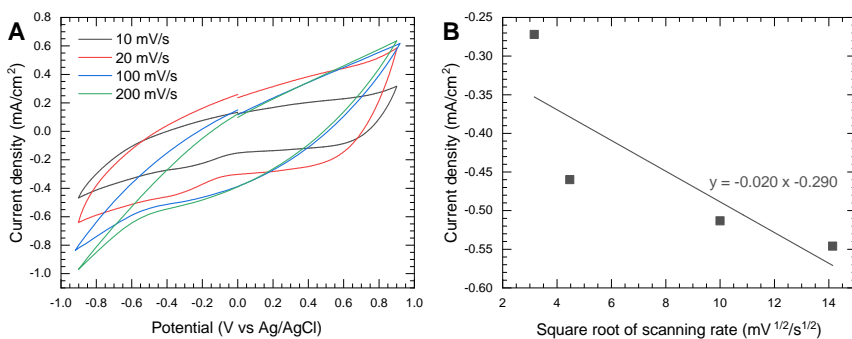 A
10 mV/s
20 mV/s
100 mV/s
200 mV/s
0.8
0.6
0.4
0.2
0.0
-0.2
-0.4
-0.6
-0.8
-1.0
-1.0 -0.8 -0.6 -0.4 -0.2 0.0 0.2 0.4 0.6 0.8 1.0
Current density (mA/cm²)
Potential (V vs Ag/AgCl)
B
-0.25
-0.30
-0.35
-0.40
-0.45
-0.50
-0.55
-0.60
2 4 6 8 10 12 14
y = -0.020 x -0.290
Current density (mA/cm²)
Square root of scanning rate (mV^1/2/s^1/2)